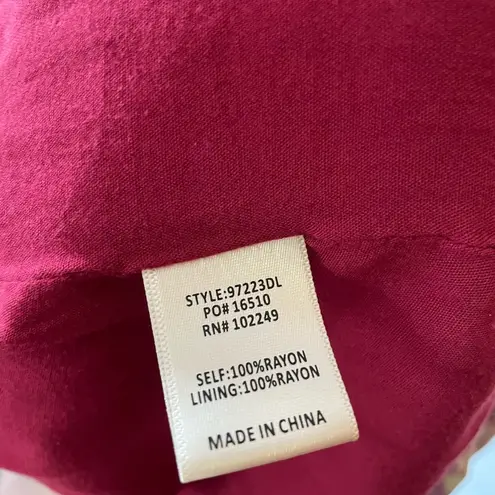 STYLE:97223DL
PO# 16510
RN# 102249
SELF:100%RAYON
LINING:100%RAYON
MADE IN CHINA